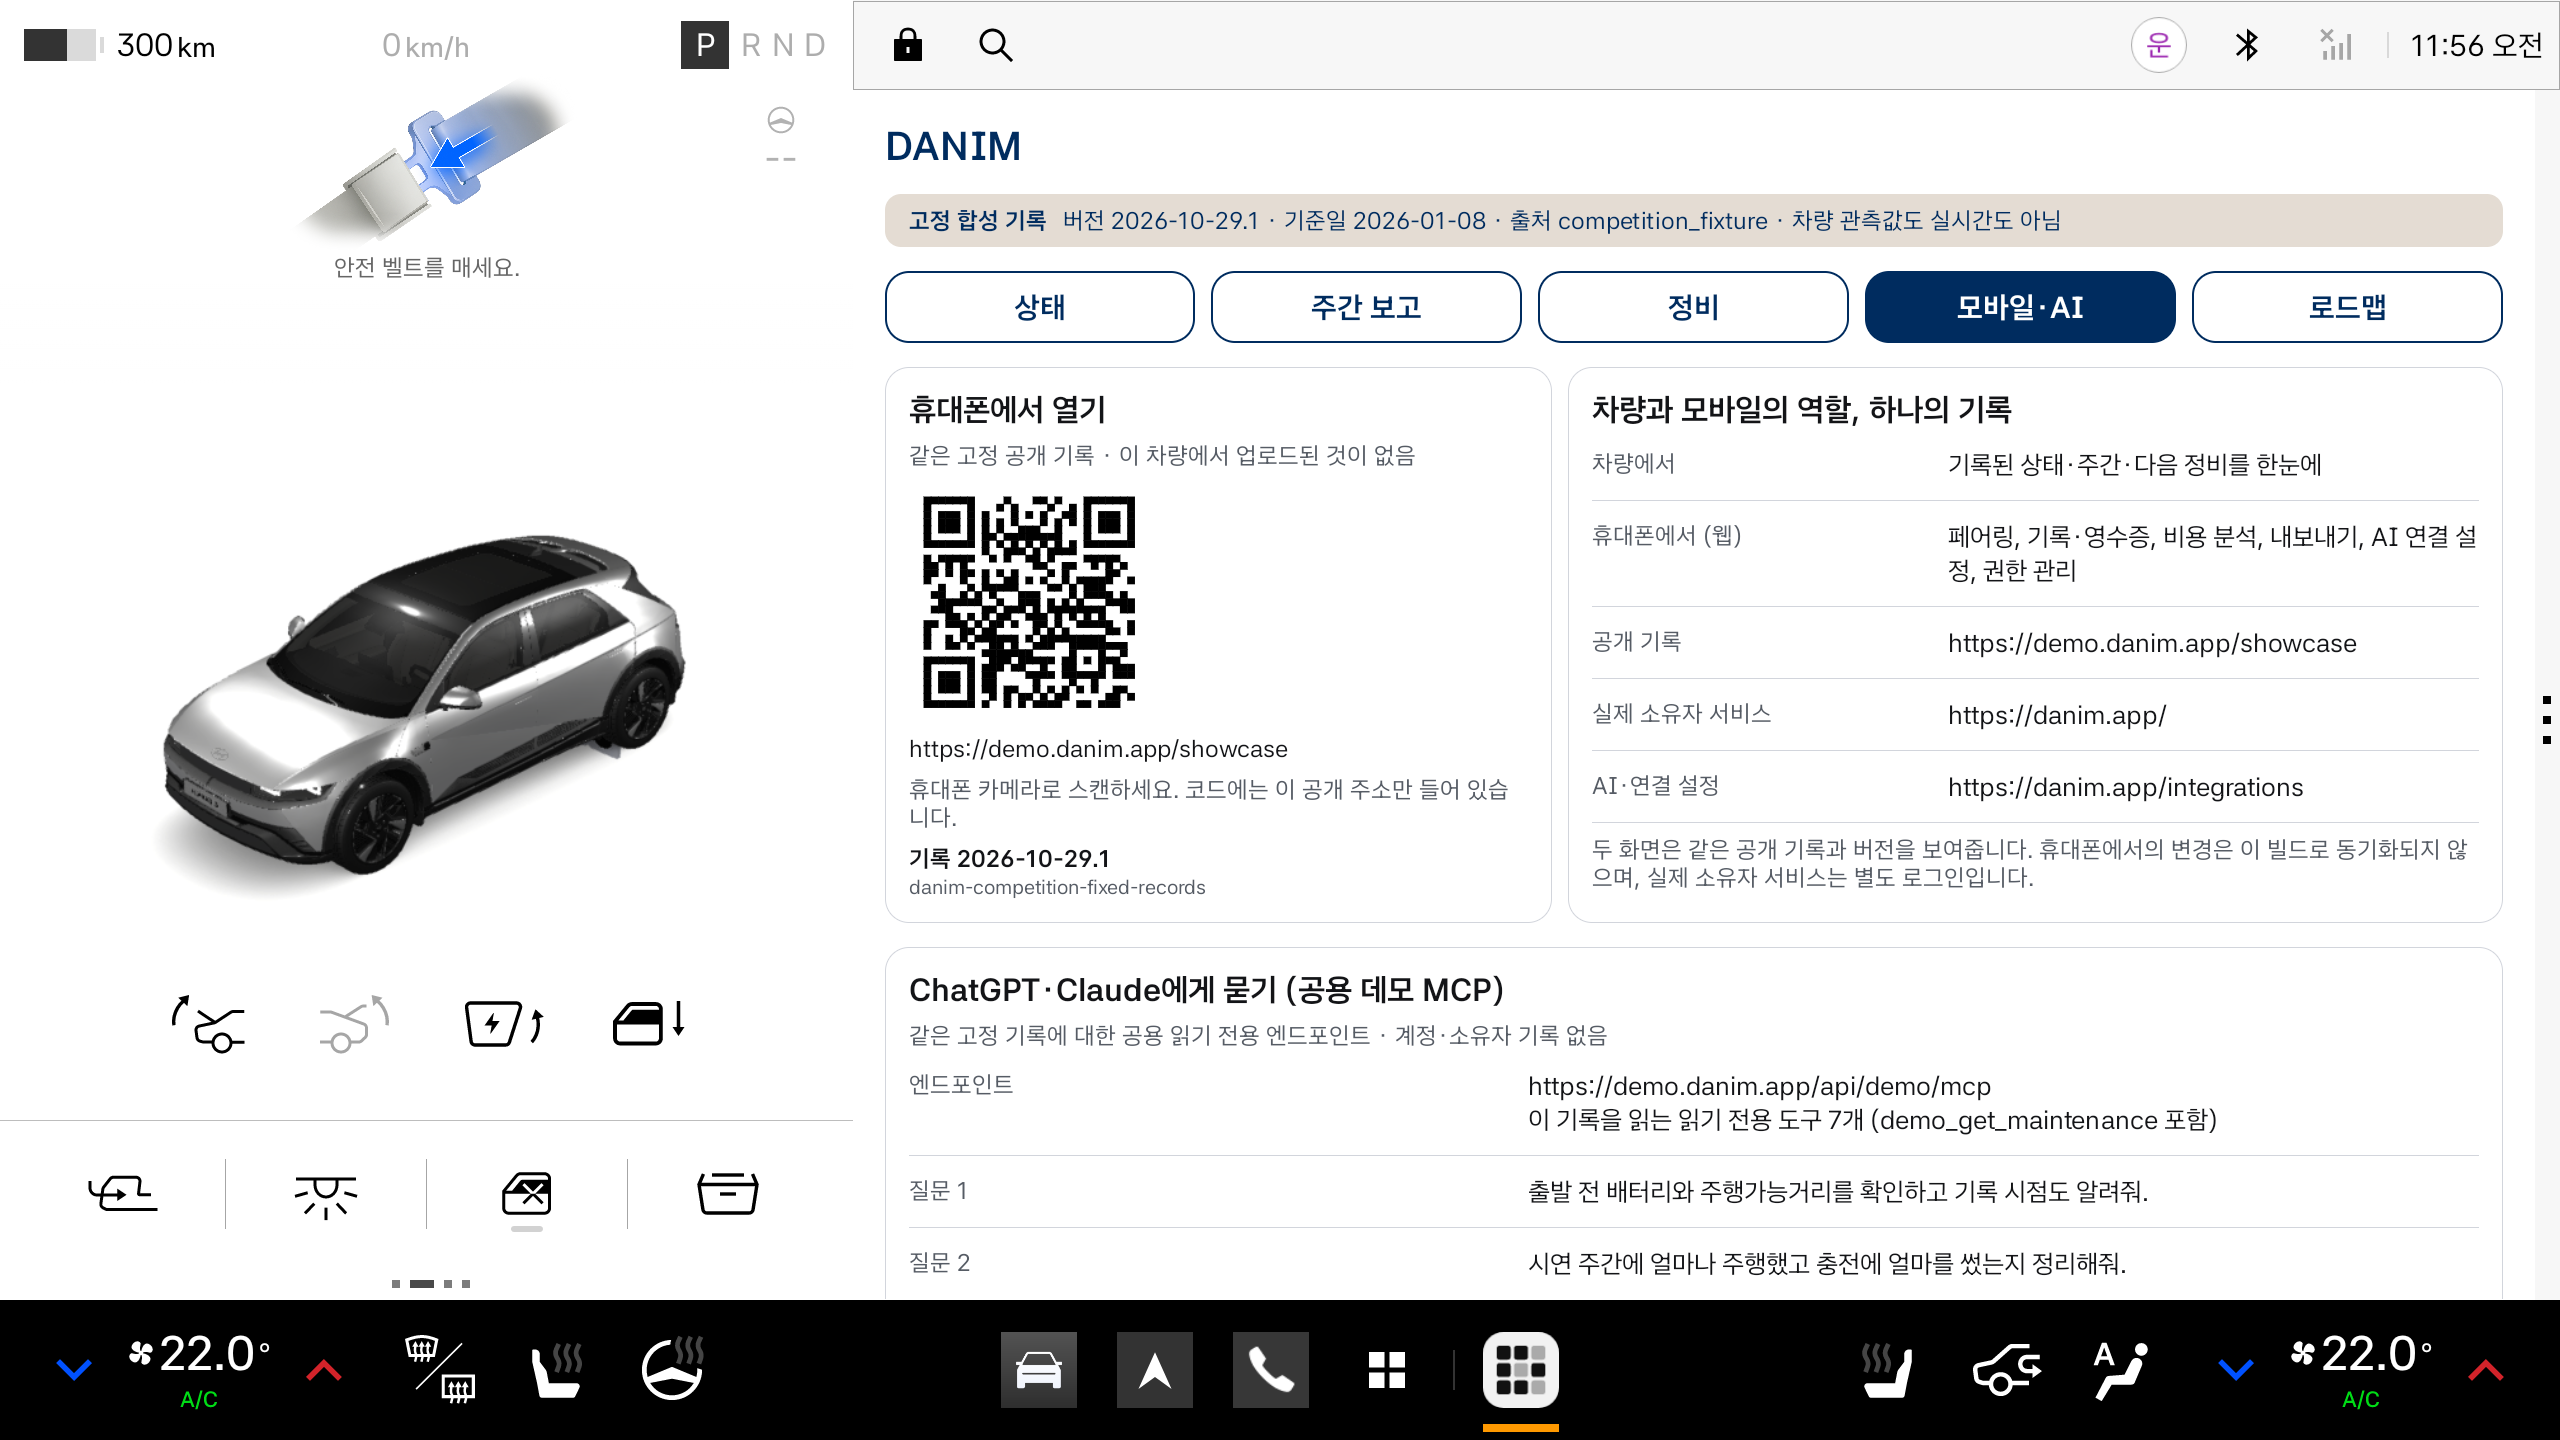 300 km
0 km/h
P R N D
운
11:56 오전
안전 벨트를 매세요.
DANIM
고정 합성 기록 버전 2026-10-29.1 · 기준일 2026-01-08 · 출처 competition_fixture · 차량 관측값도 실시간도 아님
상태
주간 보고
정비
모바일·AI
로드맵
휴대폰에서 열기
같은 고정 공개 기록 · 이 차량에서 업로드된 것이 없음
https://demo.danim.app/showcase
휴대폰 카메라로 스캔하세요. 코드에는 이 공개 주소만 들어 있습
니다.
기록 2026-10-29.1
danim-competition-fixed-records
차량과 모바일의 역할, 하나의 기록
차량에서 기록된 상태·주간·다음 정비를 한눈에
휴대폰에서 (웹) 페어링, 기록·영수증, 비용 분석, 내보내기, AI 연결 설
정, 권한 관리
공개 기록 https://demo.danim.app/showcase
실제 소유자 서비스 https://danim.app/
AI·연결 설정 https://danim.app/integrations
두 화면은 같은 공개 기록과 버전을 보여줍니다. 휴대폰에서의 변경은 이 빌드로 동기화되지 않
으며, 실제 소유자 서비스는 별도 로그인입니다.
ChatGPT·Claude에게 묻기 (공용 데모 MCP)
같은 고정 기록에 대한 공용 읽기 전용 엔드포인트 · 계정·소유자 기록 없음
엔드포인트 https://demo.danim.app/api/demo/mcp
이 기록을 읽는 읽기 전용 도구 7개 (demo_get_maintenance 포함)
질문 1 출발 전 배터리와 주행가능거리를 확인하고 기록 시점도 알려줘.
질문 2 시연 주간에 얼마나 주행했고 충전에 얼마를 썼는지 정리해줘.
22.0°
A/C
A
22.0°
A/C